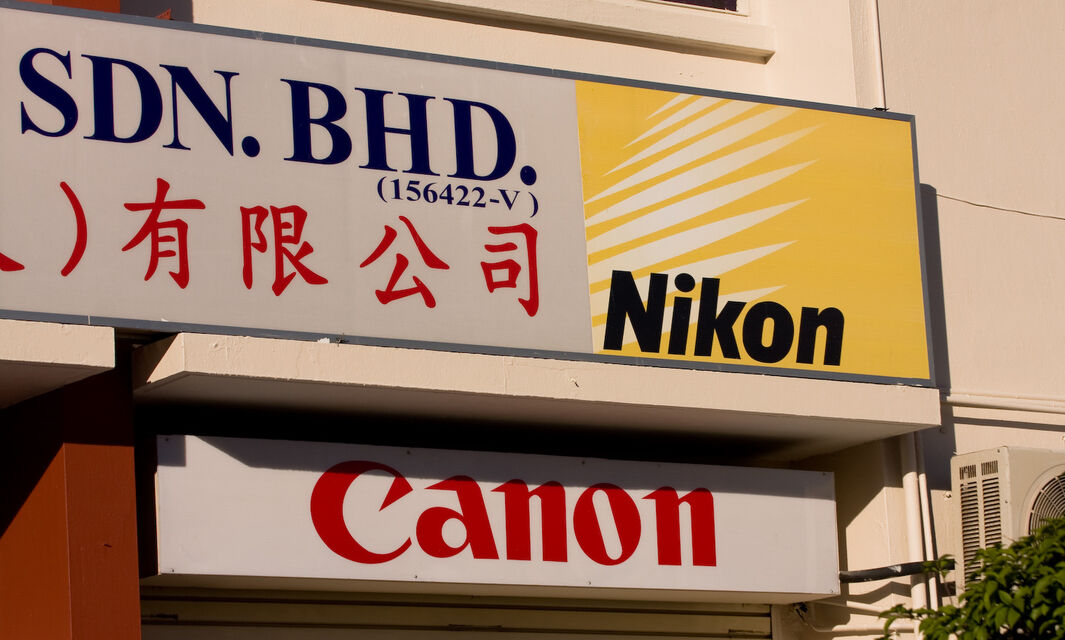 SDN. BHD.
(156422-V)
)有限公司
Nikon
Canon